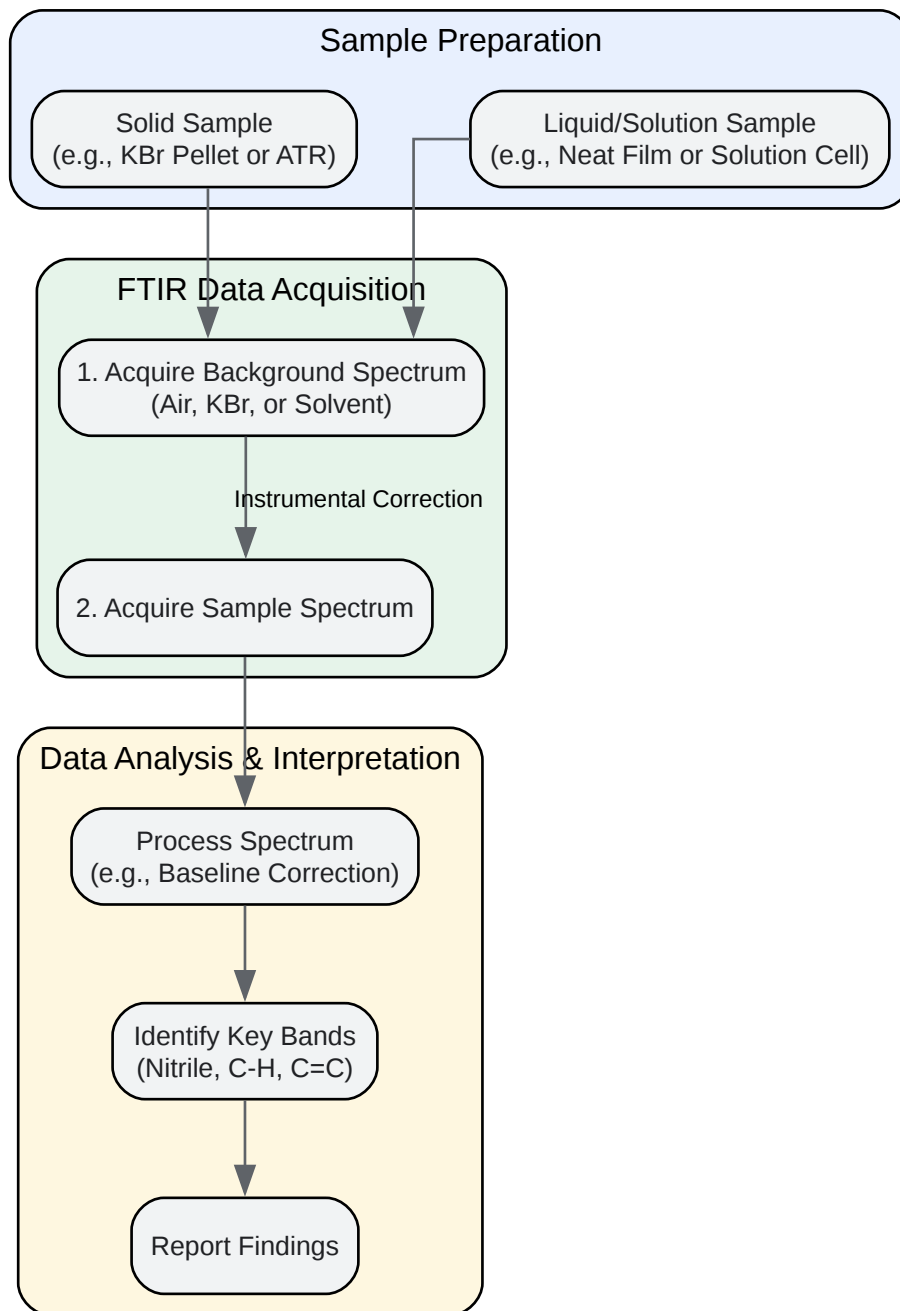 Sample Preparation
Solid Sample
(e.g., KBr Pellet or ATR)
Liquid/Solution Sample
(e.g., Neat Film or Solution Cell)
FTIR Data Acquisition
1. Acquire Background Spectrum
(Air, KBr, or Solvent)
Instrumental Correction
2. Acquire Sample Spectrum
Data Analysis & Interpretation
Process Spectrum
(e.g., Baseline Correction)
Identify Key Bands
(Nitrile, C-H, C=C)
Report Findings